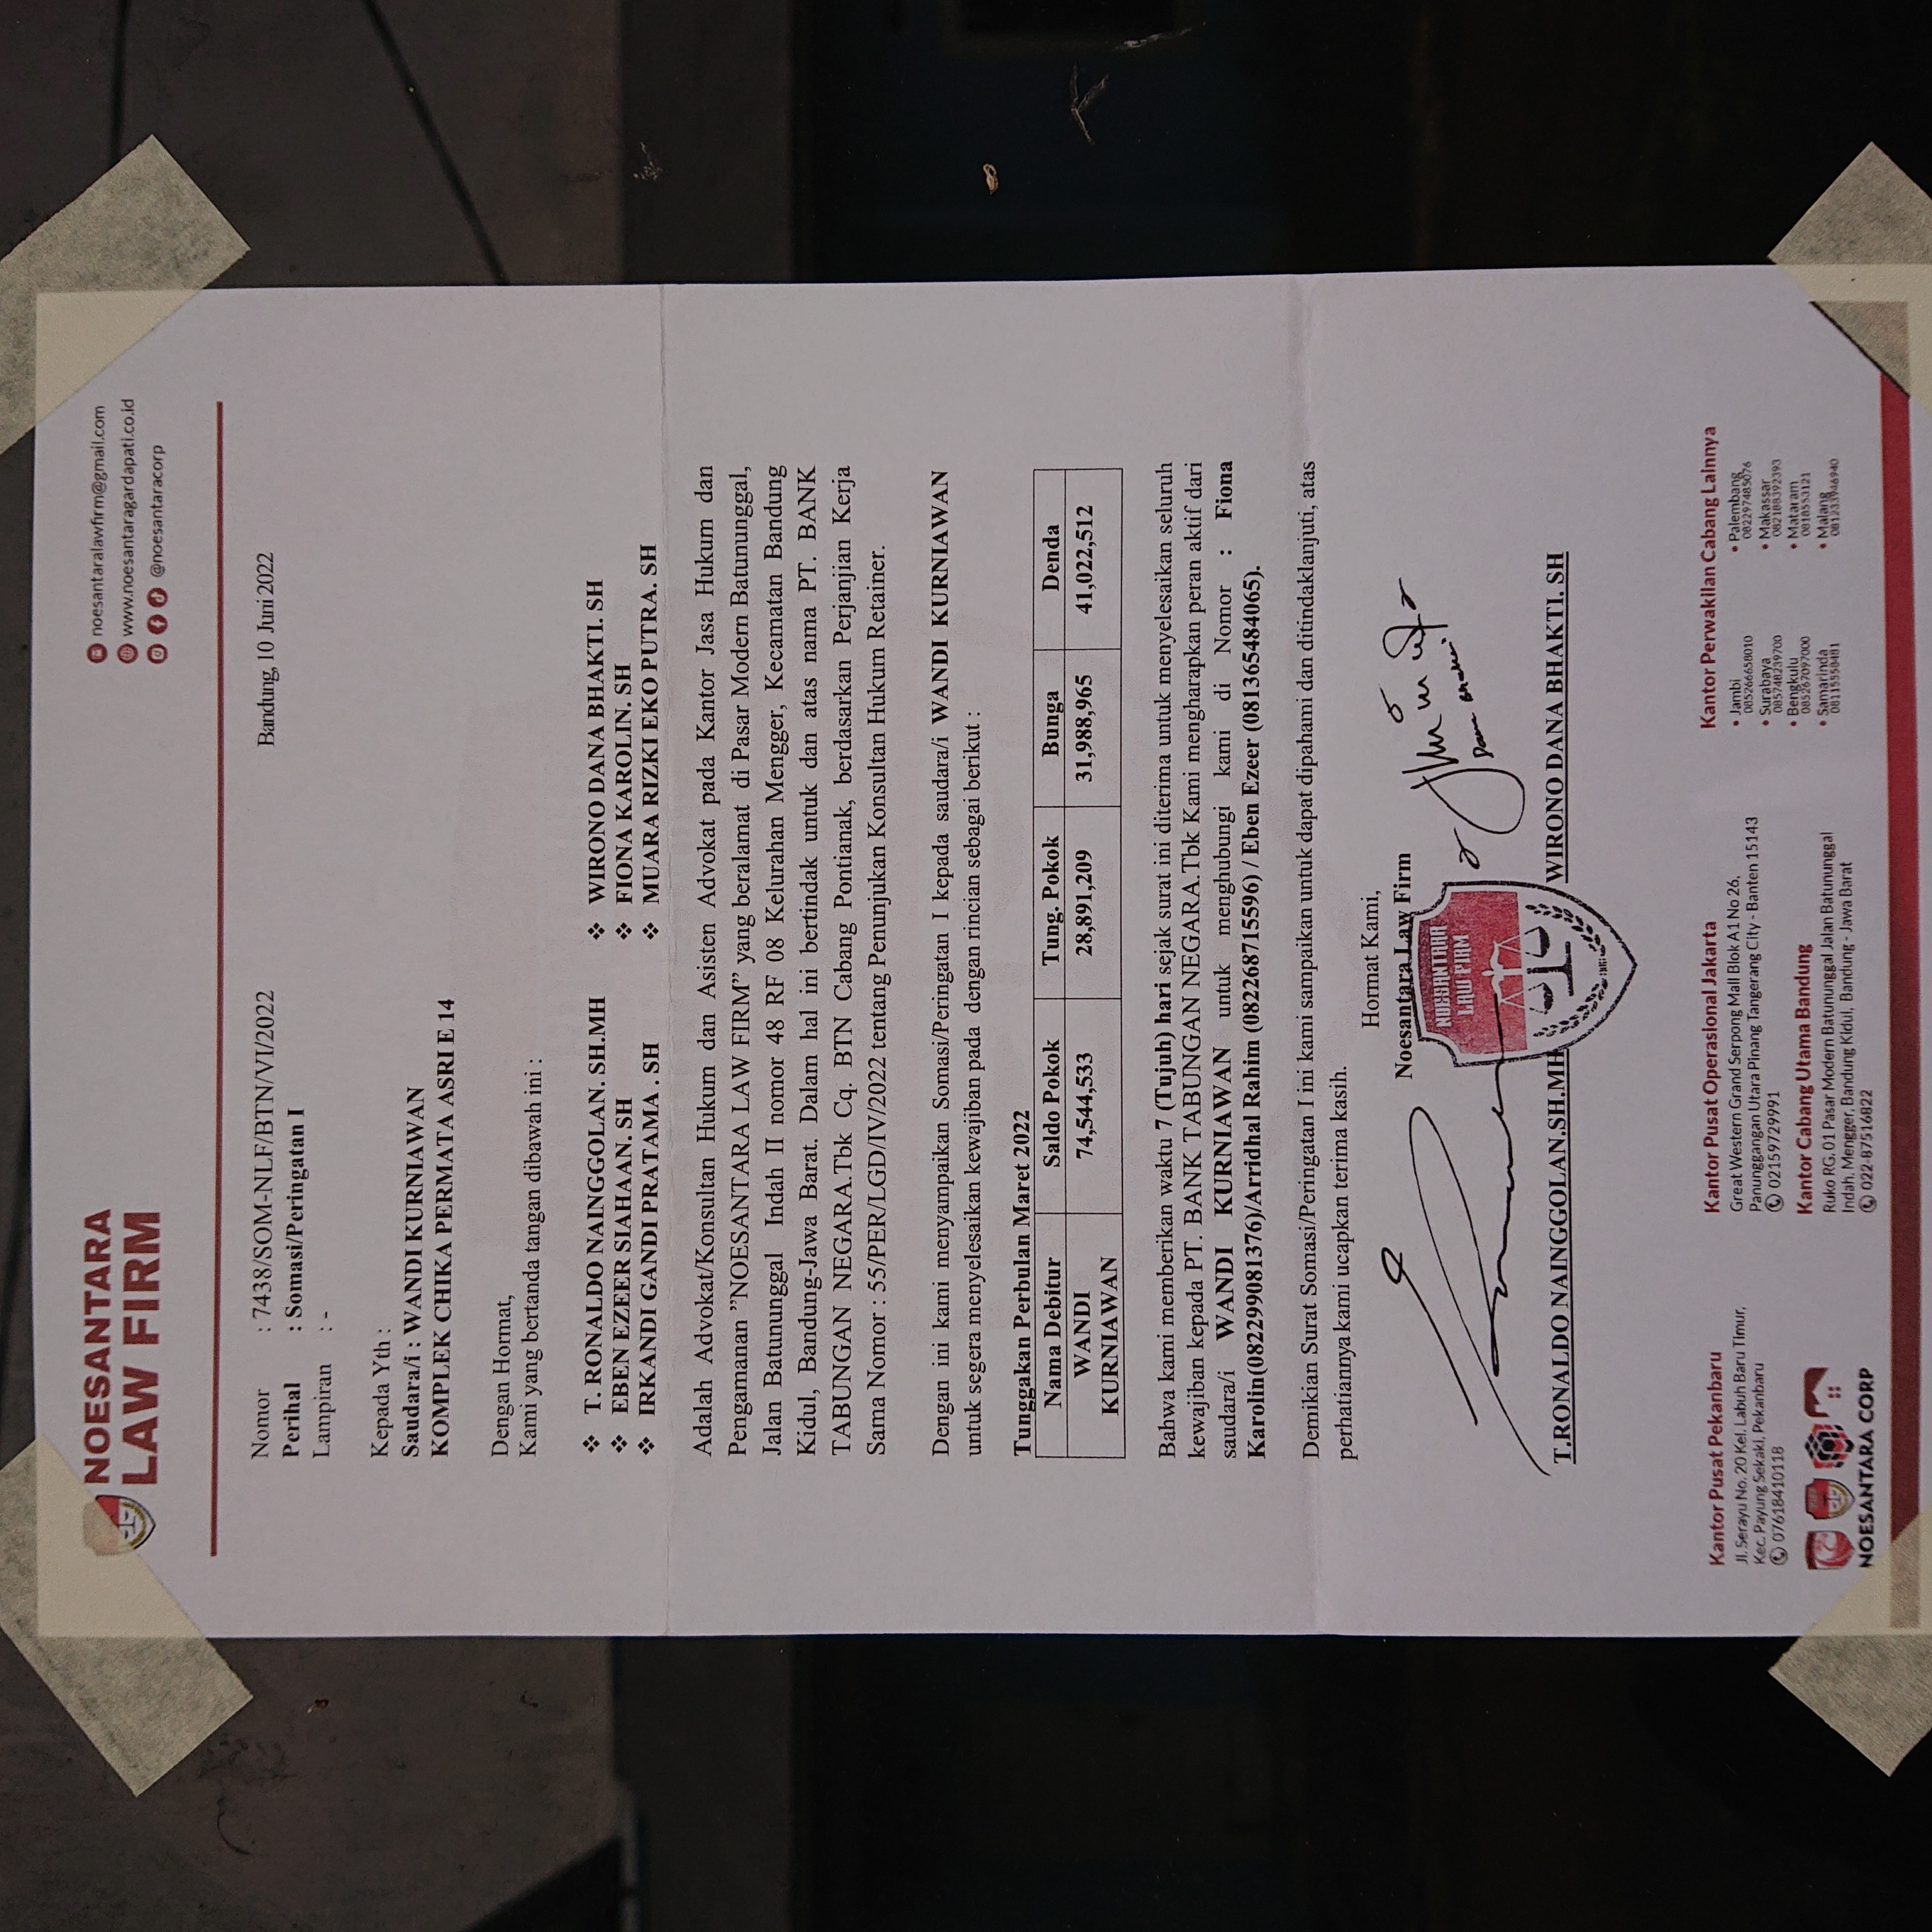 NOESANTARA
LAW FIRM
noesantaralawfirm@gmail.com
www.noesantaragardapati.co.id
@noesantaracorp
Nomor : 7438/SOM-NLF/BTN/VI/2022
Bandung, 10 Juni 2022
Perihal : Somasi/Peringatan I
Lampiran : -
Kepada Yth :
Saudara/i : WANDI KURNIAWAN
KOMPLEK CHIKA PERMATA ASRI E 14
Dengan Hormat,
Kami yang bertanda tangan dibawah ini :
❖ T. RONALDO NAINGGOLAN. SH.MH ❖ WIRONO DANA BHAKTI. SH
❖ EBEN EZEER SIAHAAN. SH ❖ FIONA KAROLIN. SH
❖ IRKANDI GANDI PRATAMA . SH ❖ MUARA RIZKI EKO PUTRA. SH
Adalah Advokat/Konsultan Hukum dan Asisten Advokat pada Kantor Jasa Hukum dan
Pengamanan ”NOESANTARA LAW FIRM” yang beralamat di Pasar Modern Batununggal,
Jalan Batununggal Indah II nomor 48 RF 08 Kelurahan Mengger, Kecamatan Bandung
Kidul, Bandung-Jawa Barat. Dalam hal ini bertindak untuk dan atas nama PT. BANK
TABUNGAN NEGARA.Tbk Cq. BTN Cabang Pontianak, berdasarkan Perjanjian Kerja
Sama Nomor : 55/PER/LGD/IV/2022 tentang Penunjukan Konsultan Hukum Retainer.
Dengan ini kami menyampaikan Somasi/Peringatan I kepada saudara/i WANDI KURNIAWAN
untuk segera menyelesaikan kewajiban pada dengan rincian sebagai berikut :
Tunggakan Perbulan Maret 2022
Nama Debitur Saldo Pokok Tung. Pokok Bunga Denda
WANDI 74,544,533 28,891,209 31,988,965 41,022,512
KURNIAWAN
Bahwa kami memberikan waktu 7 (Tujuh) hari sejak surat ini diterima untuk menyelesaikan seluruh
kewajiban kepada PT. BANK TABUNGAN NEGARA.Tbk Kami mengharapkan peran aktif dari
saudara/i WANDI KURNIAWAN untuk menghubungi kami di Nomor : Fiona
Karolin(082299081376)/Arridhal Rahim (082268715596) / Eben Ezeer (081365484065).
Demikian Surat Somasi/Peringatan I ini kami sampaikan untuk dapat dipahami dan ditindaklanjuti, atas
perhatiannya kami ucapkan terima kasih.
Hormat Kami,
Noesantara Law Firm
NOESANTARA
LAW FIRM
T.RONALDO NAINGGOLAN.SH.MH WIRONO DANA BHAKTI. SH
Kantor Pusat Pekanbaru
Jl. Serayu No. 20 Kel. Labuh Baru Timur,
Kec. Payung Sekaki, Pekanbaru
07618410118
NOESANTARA CORP
Kantor Pusat Operasional Jakarta
Great Western Grand Serpong Mall Blok A1 No 26,
Panunggangan Utara Pinang Tangerang City - Banten 15143
02159729991
Kantor Cabang Utama Bandung
Ruko RG, 01 Pasar Modern Batununggal Jalan Batununggal
Indah, Mengger, Bandung Kidul, Bandung - Jawa Barat
022-87516822
Kantor Perwakilan Cabang Lainnya
• Jambi
085266658010
• Surabaya
085748239700
• Bengkulu
085267097000
• Samarinda
08115558481
• Palembang
082297485076
• Makassar
082188392393
• Mataram
• Malang